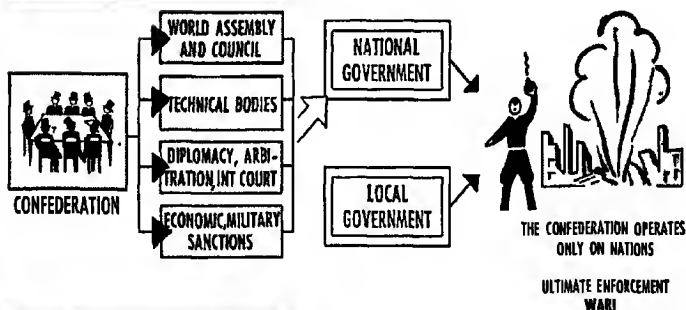 WORLD ASSEMBLY
AND COUNCIL
TECHNICAL BODIES
DIPLOMACY, ARBI-
TRATION,INT COURT
ECONOMIC,MILITARY
SANCTIONS
CONFEDERATION
NATIONAL
GOVERNMENT
LOCAL
GOVERNMENT
THE CONFEDERATION OPERATES
ONLY ON NATIONS
ULTIMATE ENFORCEMENT
WAR!